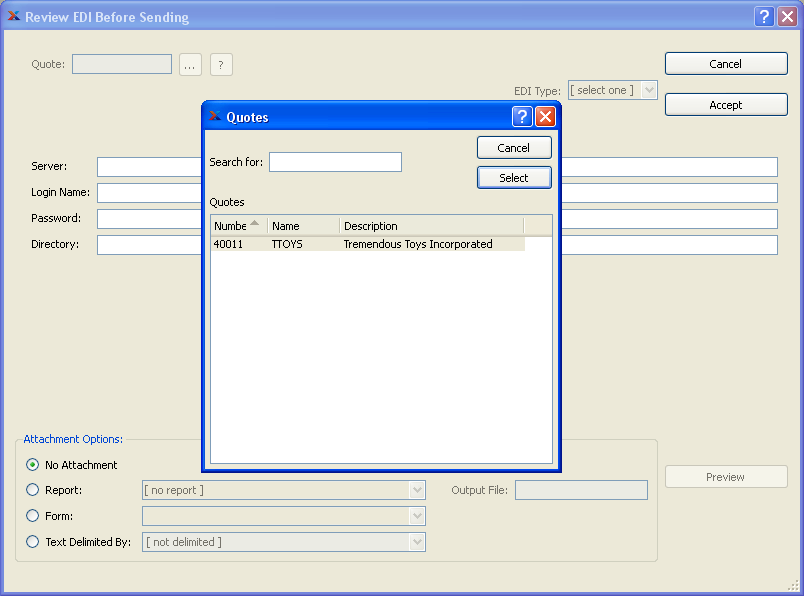 Review EDI Before Sending
?
Quote:
...
?
Cancel
EDI Type:
[ select one ]
Accept
Quotes
?
Cancel
Search for:
Select
Quotes
Numbe
Name
Description
40011
TTOYS
Tremendous Toys Incorporated
Server:
Login Name:
Password:
Directory:
Attachment Options:
No Attachment
Report:
[ no report ]
Output File:
Preview
Form:
Text Delimited By:
[ not delimited ]